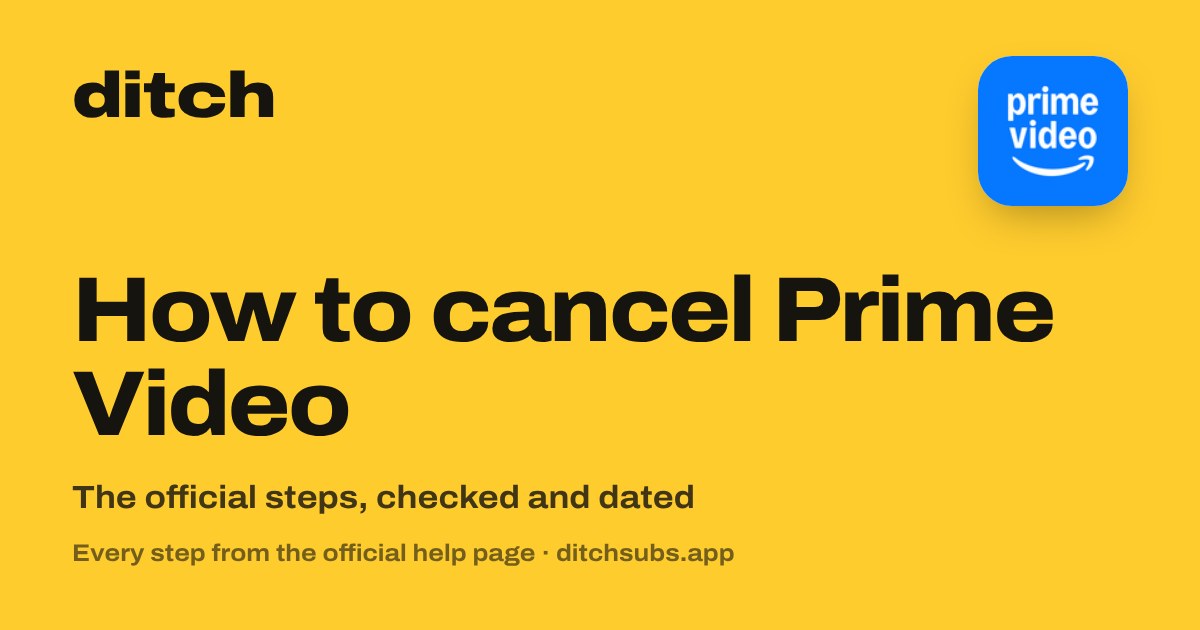 ditch
prime
video
How to cancel Prime
Video
The official steps, checked and dated
Every step from the official help page · ditchsubs.app